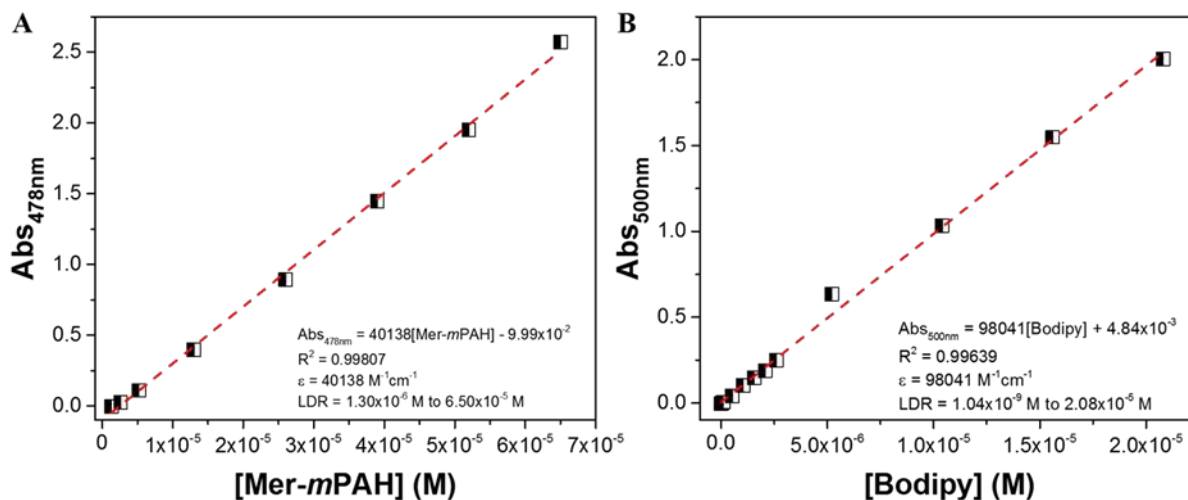 A
Abs478nm
2.5
2.0
1.5
1.0
0.5
0.0
0
1x10⁻⁵
2x10⁻⁵
3x10⁻⁵
4x10⁻⁵
5x10⁻⁵
6x10⁻⁵
7x10⁻⁵
[Mer-mPAH] (M)
Abs478nm = 40138[Mer-mPAH] - 9.99x10⁻²
R² = 0.99807
ε = 40138 M⁻¹cm⁻¹
LDR = 1.30x10⁻⁶ M to 6.50x10⁻⁵ M
B
Abs500nm
2.0
1.5
1.0
0.5
0.0
0.0
5.0x10⁻⁶
1.0x10⁻⁵
1.5x10⁻⁵
2.0x10⁻⁵
[Bodipy] (M)
Abs500nm = 98041[Bodipy] + 4.84x10⁻³
R² = 0.99639
ε = 98041 M⁻¹cm⁻¹
LDR = 1.04x10⁻⁹ M to 2.08x10⁻⁵ M